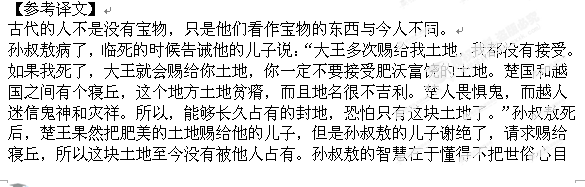 【参考译文】
古代的人不是没有宝物，只是他们看作宝物的东西与今人不同。
孙叔敖病了，临死的时候告诫他的儿子说：“大王多次赐给我土地，我都没有接受。
如果我死了，大王就会赐给你土地，你一定不要接受肥沃富饶的土地。楚国和越
国之间有个寝丘，这个地方土地贫瘠，而且地名很不吉利。楚人畏惧鬼，而越人
迷信鬼神和灾祥。所以，能够长久占有的封地，恐怕只有这块土地了。”孙叔敖死
后，楚王果然把肥美的土地赐给他的儿子，但是孙叔敖的儿子谢绝了，请求赐给
寝丘，所以这块土地至今没有被他人占有。孙叔敖的智慧在于懂得不把世俗心目